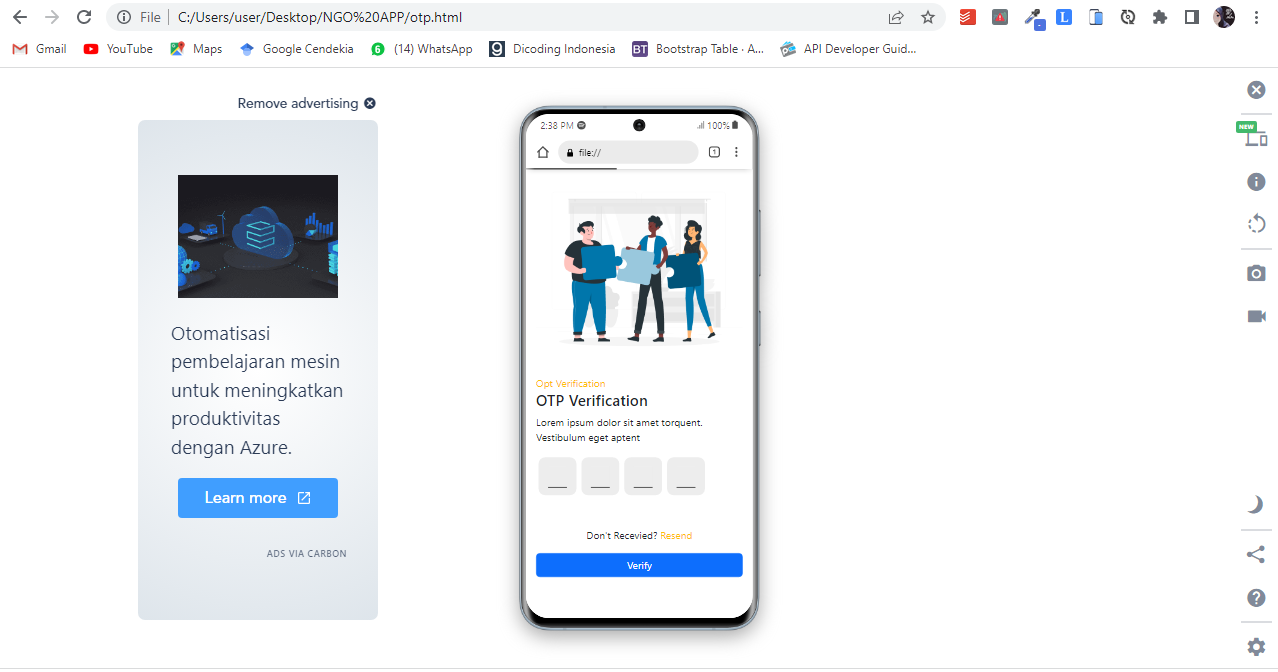 File
C:/Users/user/Desktop/NGO%20APP/otp.html
L
Gmail
YouTube
Maps
Google Cendekia
6
(14) WhatsApp
Dicoding Indonesia
BT
Bootstrap Table · A...
API Developer Guid...
Remove advertising
Otomatisasi
pembelajaran mesin
untuk meningkatkan
produktivitas
dengan Azure.
Learn more
ADS VIA CARBON
2:38 PM
100%
file://
1
Opt Verification
OTP Verification
Lorem ipsum dolor sit amet torquent.
Vestibulum eget aptent
Don't Recevied? Resend
Verify
NEW